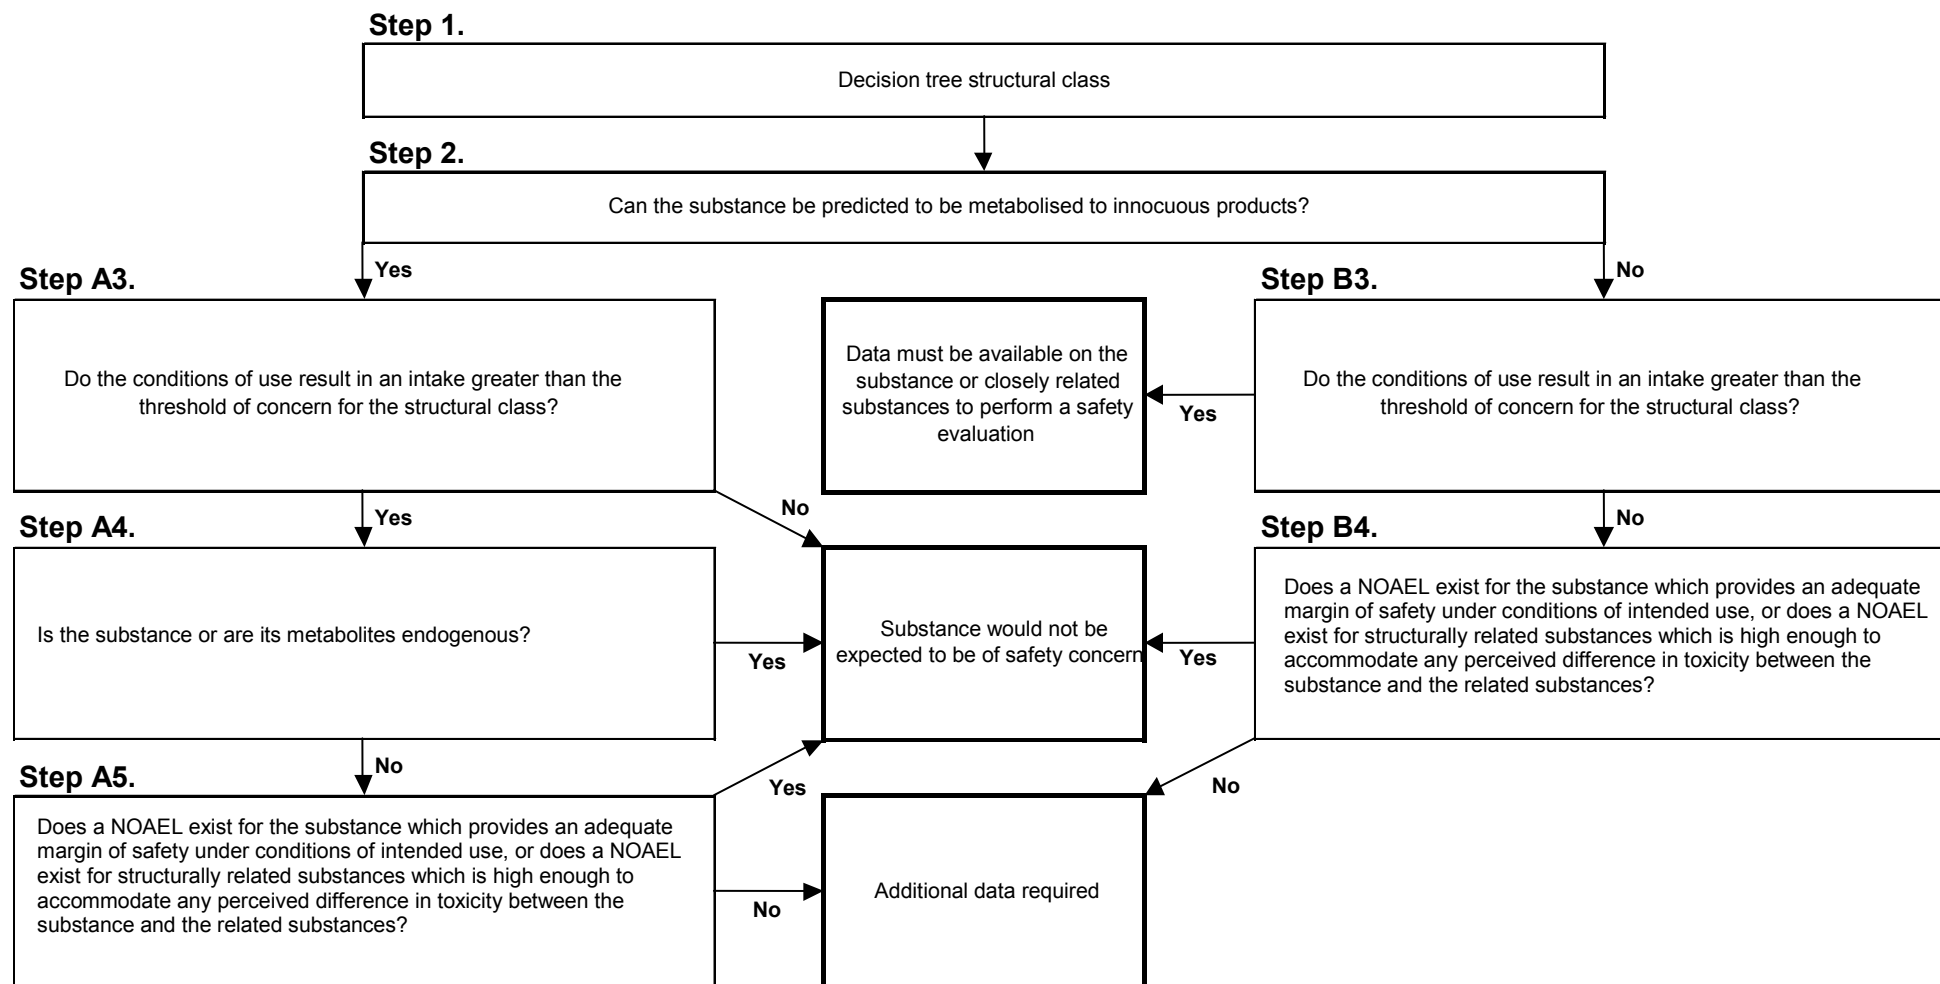 Step 1.
Decision tree structural class
Step 2.
Can the substance be predicted to be metabolised to innocuous products?
Yes
No
Step A3.
Do the conditions of use result in an intake greater than the
threshold of concern for the structural class?
Data must be available on the
substance or closely related
substances to perform a safety
evaluation
Yes
Step B3.
Do the conditions of use result in an intake greater than the
threshold of concern for the structural class?
Yes
No
No
Step A4.
Is the substance or are its metabolites endogenous?
Yes
Substance would not be
expected to be of safety concern
Yes
Step B4.
Does a NOAEL exist for the substance which provides an adequate
margin of safety under conditions of intended use, or does a NOAEL
exist for structurally related substances which is high enough to
accommodate any perceived difference in toxicity between the
substance and the related substances?
No
Yes
No
Step A5.
Does a NOAEL exist for the substance which provides an adequate
margin of safety under conditions of intended use, or does a NOAEL
exist for structurally related substances which is high enough to
accommodate any perceived difference in toxicity between the
substance and the related substances?
No
Additional data required